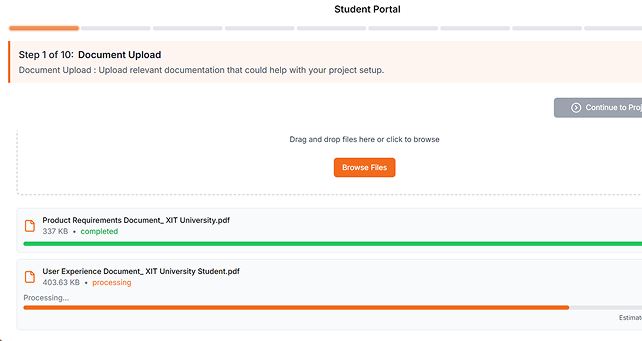 Student Portal
Step 1 of 10: Document Upload
Document Upload : Upload relevant documentation that could help with your project setup.
Continue to Proj
Drag and drop files here or click to browse
Browse Files
Product Requirements Document_ XIT University.pdf
337 KB • completed
User Experience Document_ XIT University Student.pdf
403.63 KB • processing
Processing...
Estimat